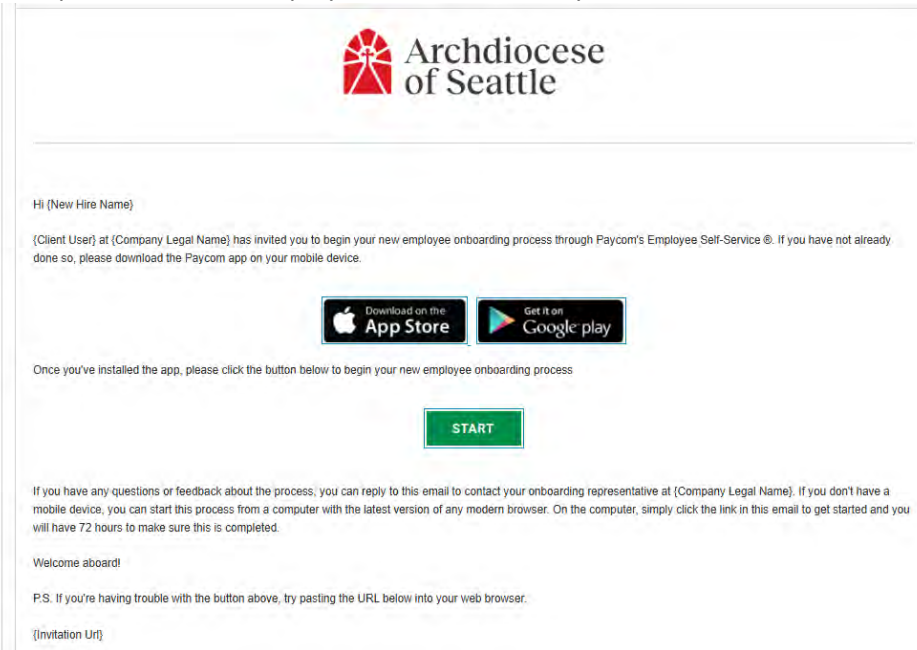 Archdiocese
of Seattle
Hi {New Hire Name}
{Client User} at {Company Legal Name} has invited you to begin your new employee onboarding process through Paycom's Employee Self-Service ®. If you have not already
done so, please download the Paycom app on your mobile device.
Download on the
App Store
Get it on
Google play
Once you've installed the app, please click the button below to begin your new employee onboarding process
START
If you have any questions or feedback about the process, you can reply to this email to contact your onboarding representative at {Company Legal Name}. If you don't have a
mobile device, you can start this process from a computer with the latest version of any modern browser. On the computer, simply click the link in this email to get started and you
will have 72 hours to make sure this is completed.
Welcome aboard!
P.S. If you're having trouble with the button above, try pasting the URL below into your web browser.
{Invitation Url}